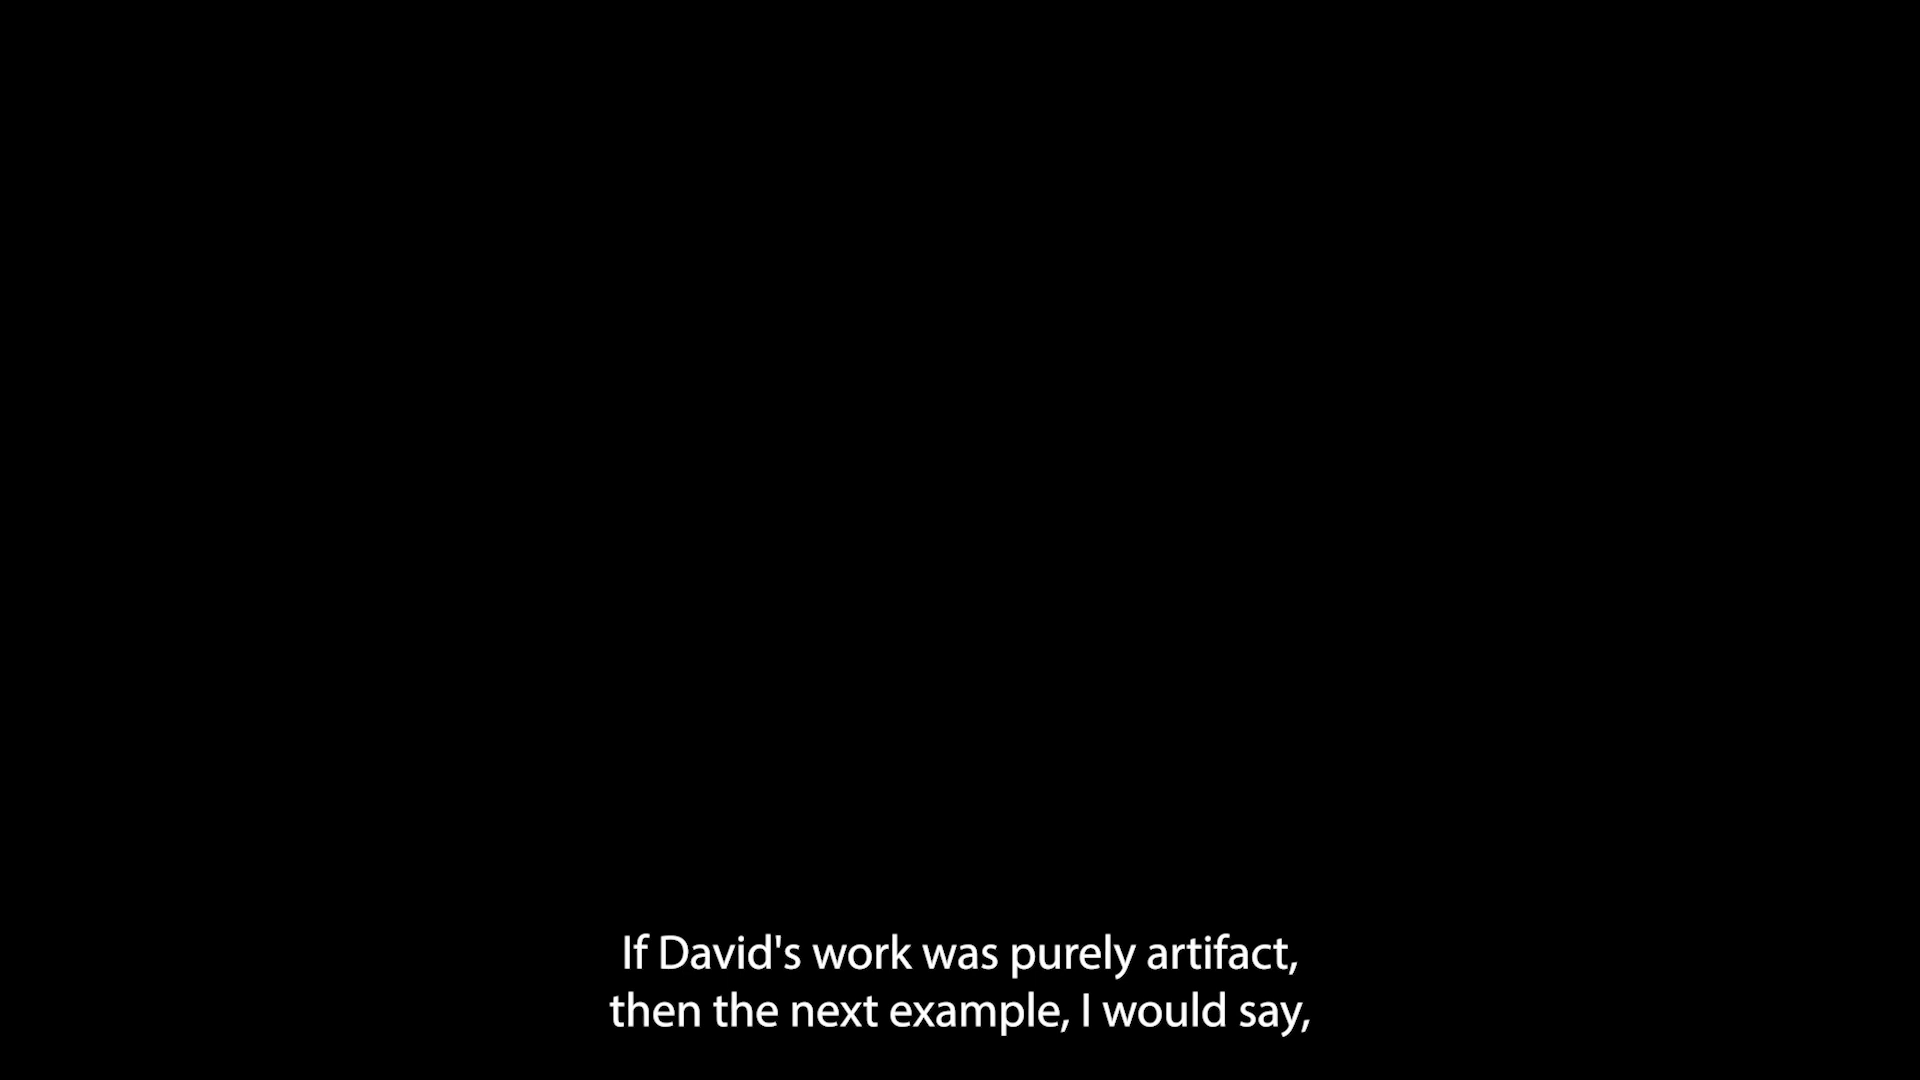 If David's work was purely artifact,
then the next example, I would say,